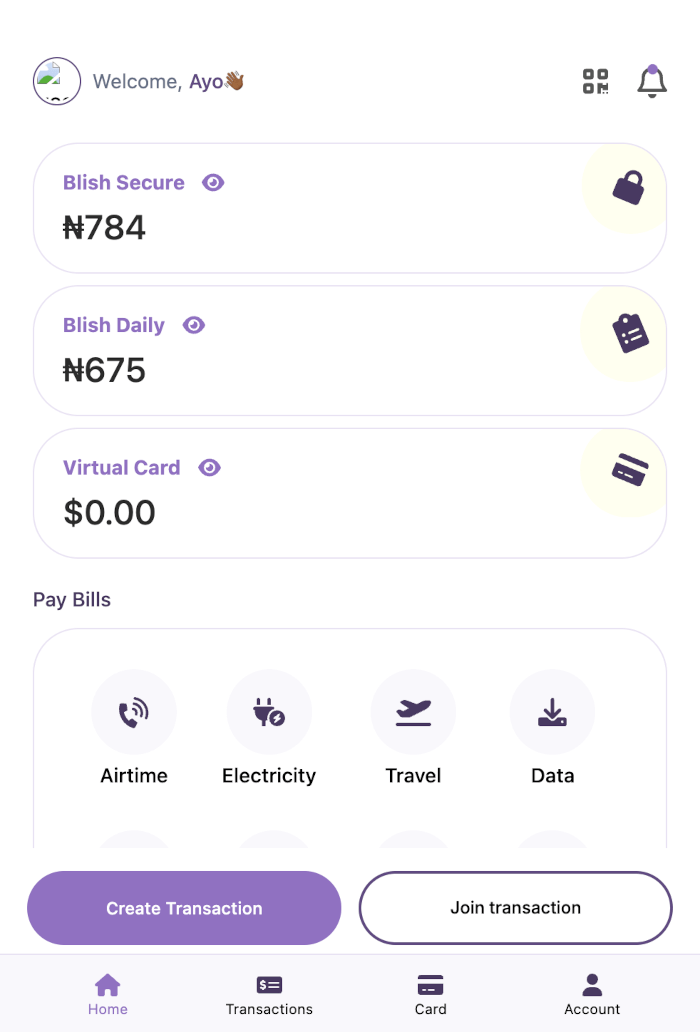 Welcome, Ayo👋🏾
Blish Secure
₦784
Blish Daily
₦675
Virtual Card
$0.00
Pay Bills
Airtime Electricity Travel Data
Create Transaction Join transaction
Home Transactions Card Account